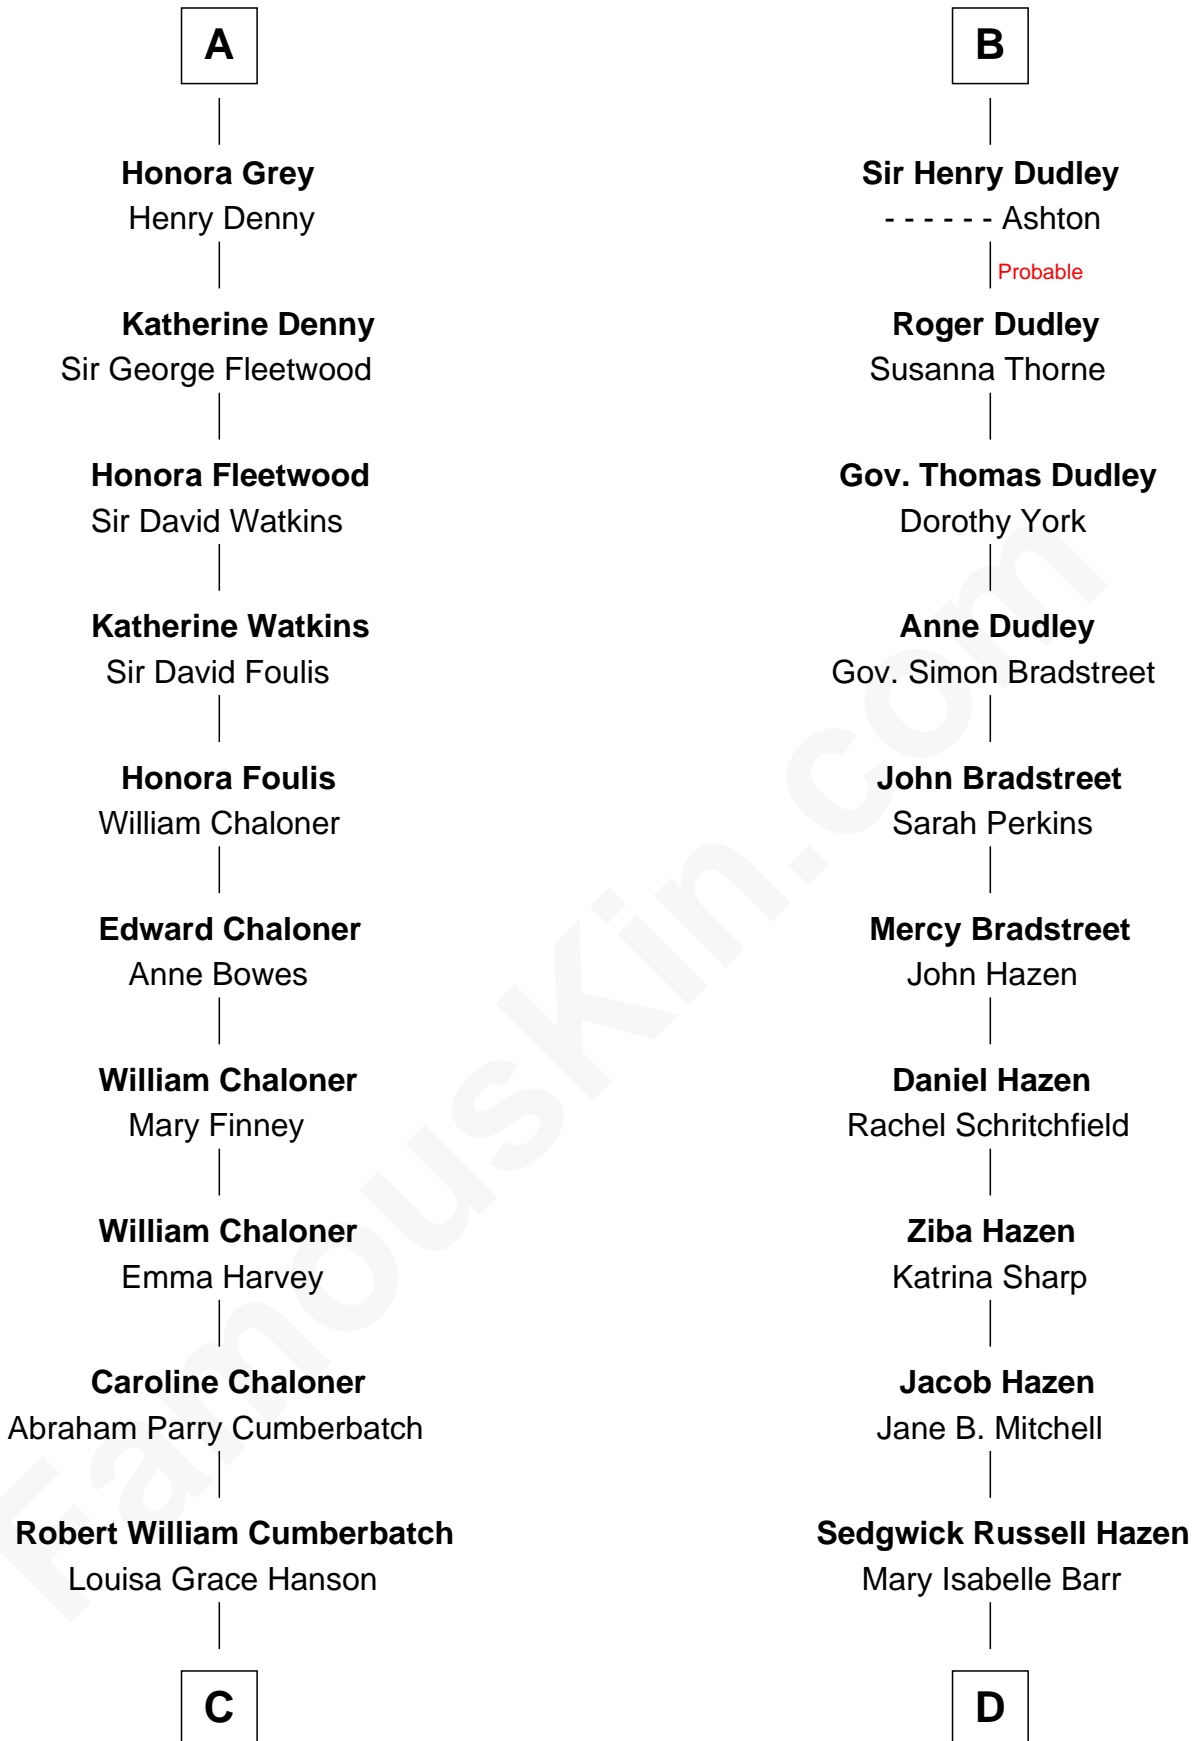 A
Honora Grey
Henry Denny
Katherine Denny
Sir George Fleetwood
Honora Fleetwood
Sir David Watkins
Katherine Watkins
Sir David Foulis
Honora Foulis
William Chaloner
Edward Chaloner
Anne Bowes
William Chaloner
Mary Finney
William Chaloner
Emma Harvey
Caroline Chaloner
Abraham Parry Cumberbatch
Robert William Cumberbatch
Louisa Grace Hanson
C
B
Sir Henry Dudley
- - - - - - Ashton
Probable
Roger Dudley
Susanna Thorne
Gov. Thomas Dudley
Dorothy York
Anne Dudley
Gov. Simon Bradstreet
John Bradstreet
Sarah Perkins
Mercy Bradstreet
John Hazen
Daniel Hazen
Rachel Schritchfield
Ziba Hazen
Katrina Sharp
Jacob Hazen
Jane B. Mitchell
Sedgwick Russell Hazen
Mary Isabelle Barr
D
FamousKin.com